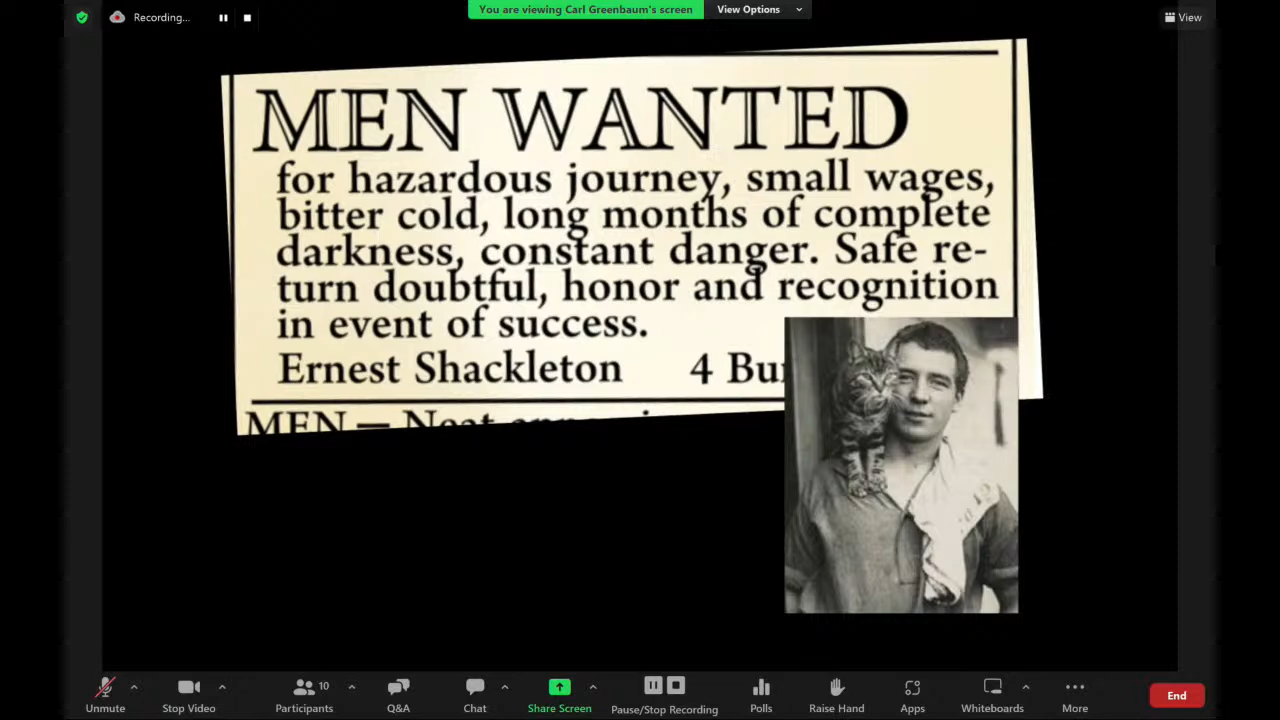 Recording...
You are viewing Carl Greenbaum's screen
View Options
View
MEN WANTED
for hazardous journey, small wages,
bitter cold, long months of complete
darkness, constant danger. Safe re-
turn doubtful, honor and recognition
in event of success.
Ernest Shackleton 4
MEN —
Unmute
Stop Video
10
Participants
Q&A
Chat
Share Screen
Pause/Stop Recording
Polls
Raise Hand
Apps
Whiteboards
More
End